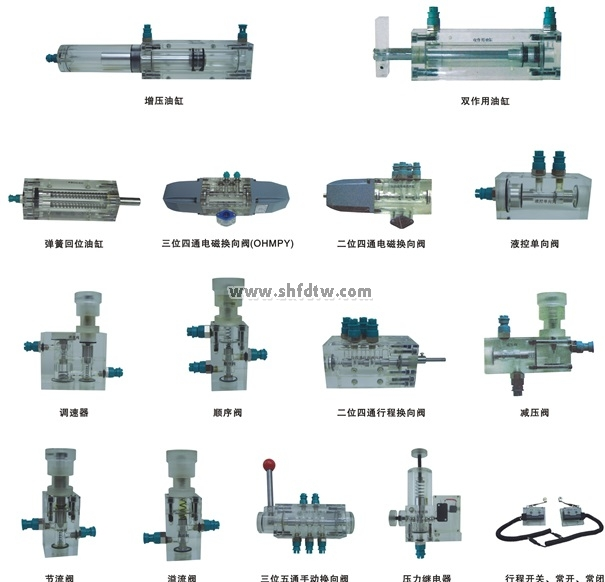 增压油缸
双作用油缸
弹簧回位油缸
三位四通电磁换向阀(OHMPY)
二位四通电磁换向阀
液控单向阀
www.shfdtw.com
调速器
顺序阀
二位四通行程换向阀
减压阀
节流阀
溢流阀
三位五通手动换向阀
压力继电器
行程开关、常开、常闭